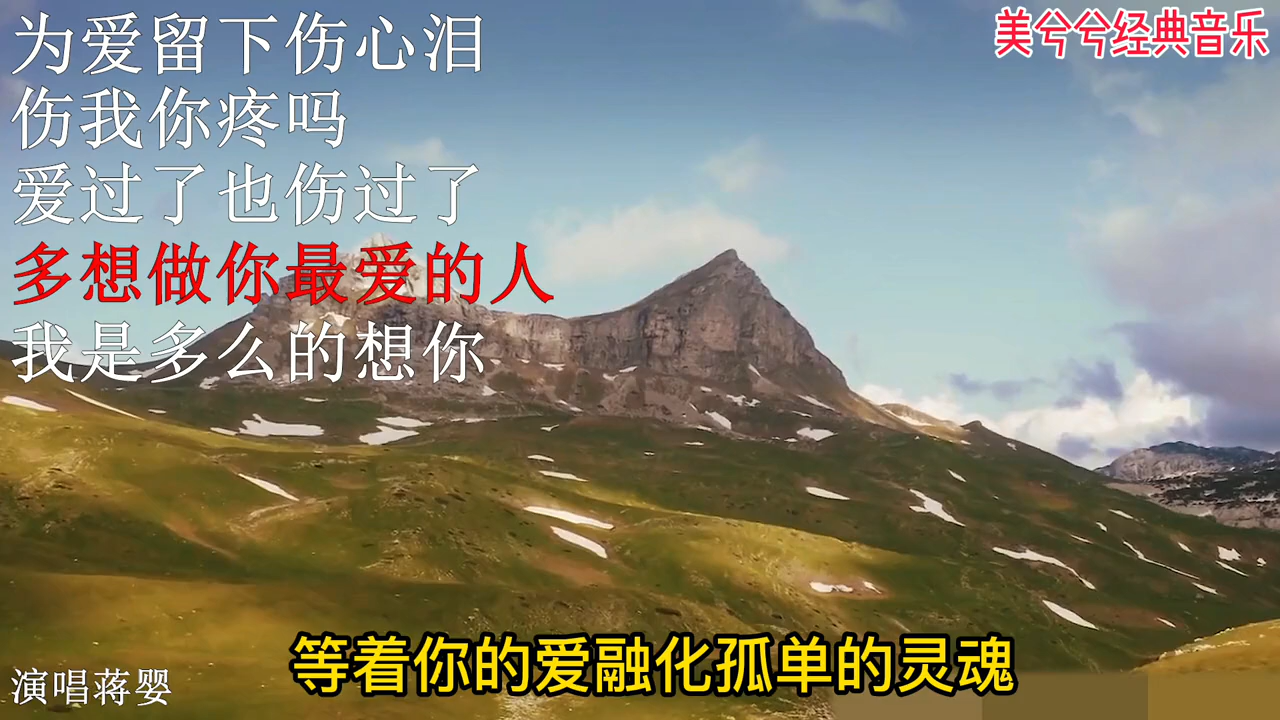 为爱留下伤心泪
美兮兮经典音乐
伤我你疼吗
爱过了也伤过了
多想做你最爱的人
我是多么的想你
等着你的爱融化孤单的灵魂
演唱蒋婴